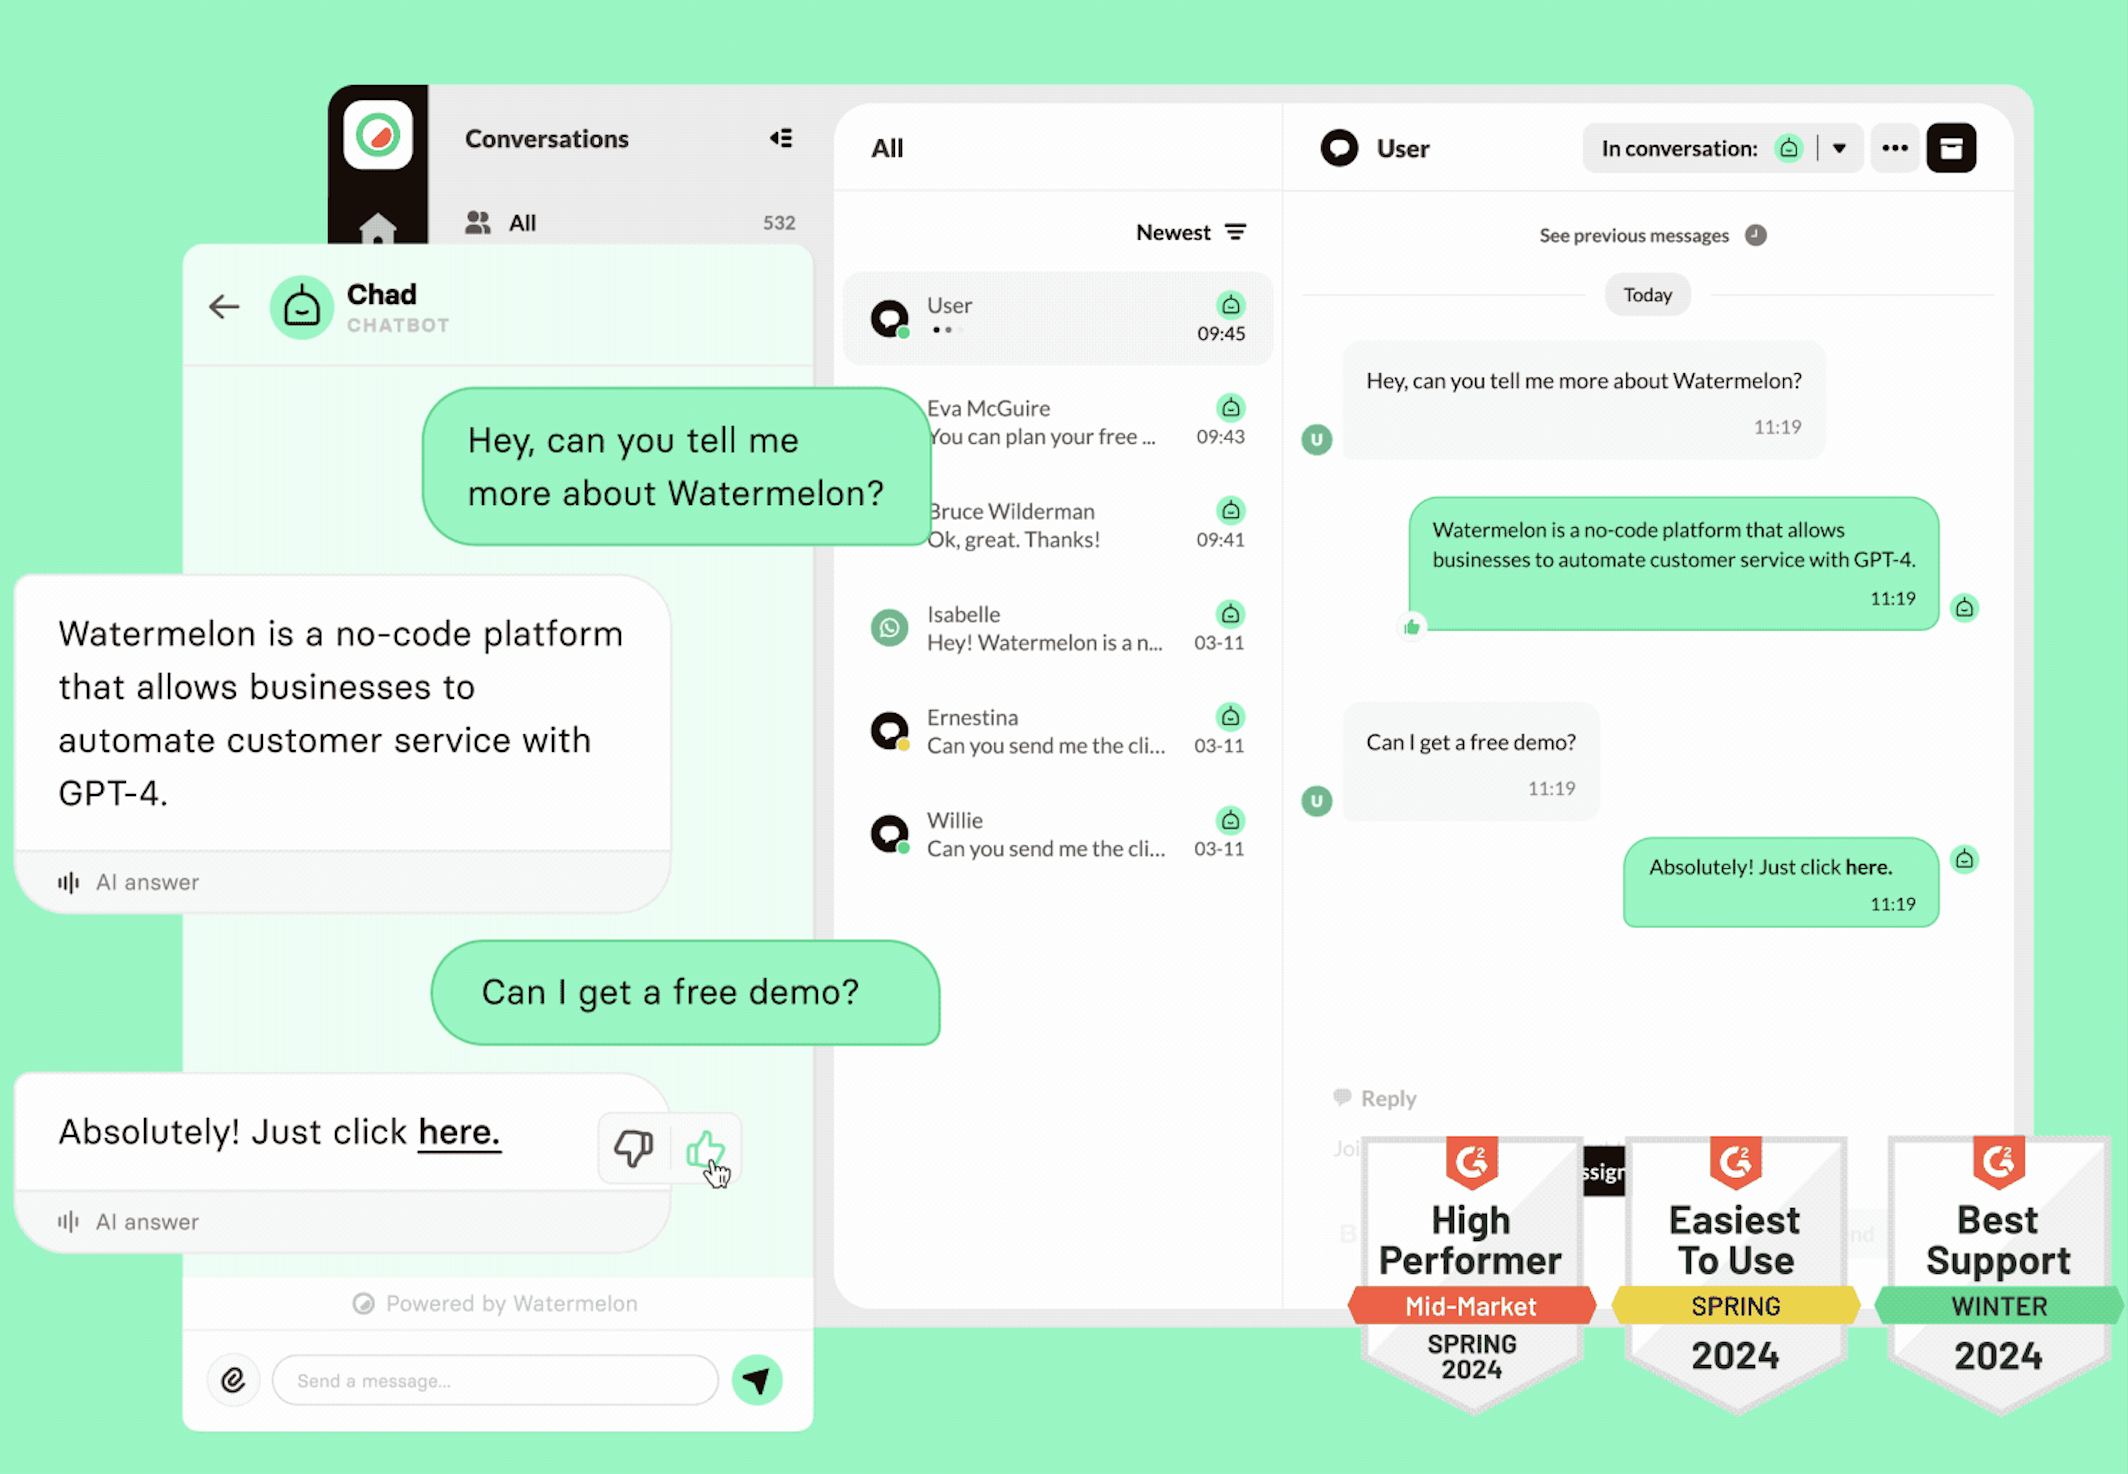 Conversations
All
532
Chad
CHATBOT
Hey, can you tell me
more about Watermelon?
Watermelon is a no-code platform
that allows businesses to
automate customer service with
GPT-4.
AI answer
Can I get a free demo?
Absolutely! Just click here.
AI answer
Powered by Watermelon
Send a message...
All
Newest
User
09:45
Eva McGuire
You can plan your free ...
09:43
Bruce Wilderman
Ok, great. Thanks!
09:41
Isabelle
Hey! Watermelon is a n...
03-11
Ernestina
Can you send me the cli...
03-11
Willie
Can you send me the cli...
03-11
User
In conversation:
See previous messages
Today
Hey, can you tell me more about Watermelon?
11:19
U
Watermelon is a no-code platform that allows
businesses to automate customer service with GPT-4.
11:19
Can I get a free demo?
11:19
U
Absolutely! Just click here.
11:19
Reply
G2
High
Performer
Mid-Market
SPRING
2024
G2
Easiest
To Use
SPRING
2024
G2
Best
Support
WINTER
2024